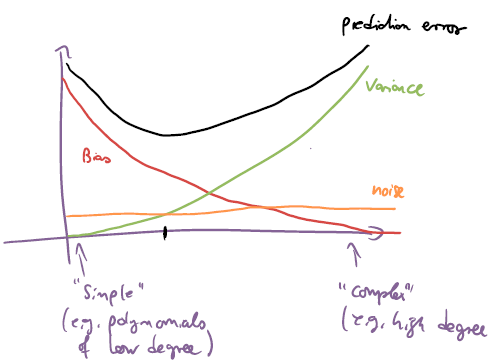 prediction error
Variance
Bias
noise
"Simple"
(e.g. polynomials
of low degree)
"Complex"
(e.g. high degree